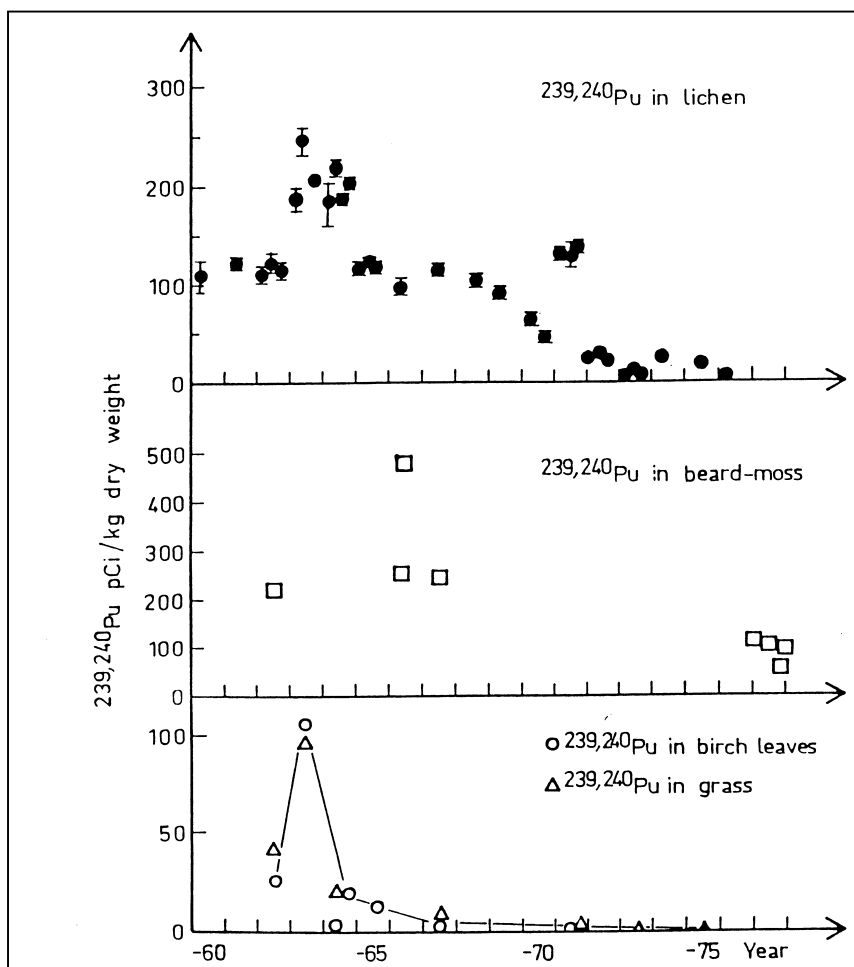 300
²³⁹,²⁴⁰Pu in lichen
200
100
0
²³⁹,²⁴⁰Pu pCi/kg dry weight
500
²³⁹,²⁴⁰Pu in beard-moss
400
300
200
100
0
100
²³⁹,²⁴⁰Pu in birch leaves
²³⁹,²⁴⁰Pu in grass
50
0
-60 -65 -70 -75 Year